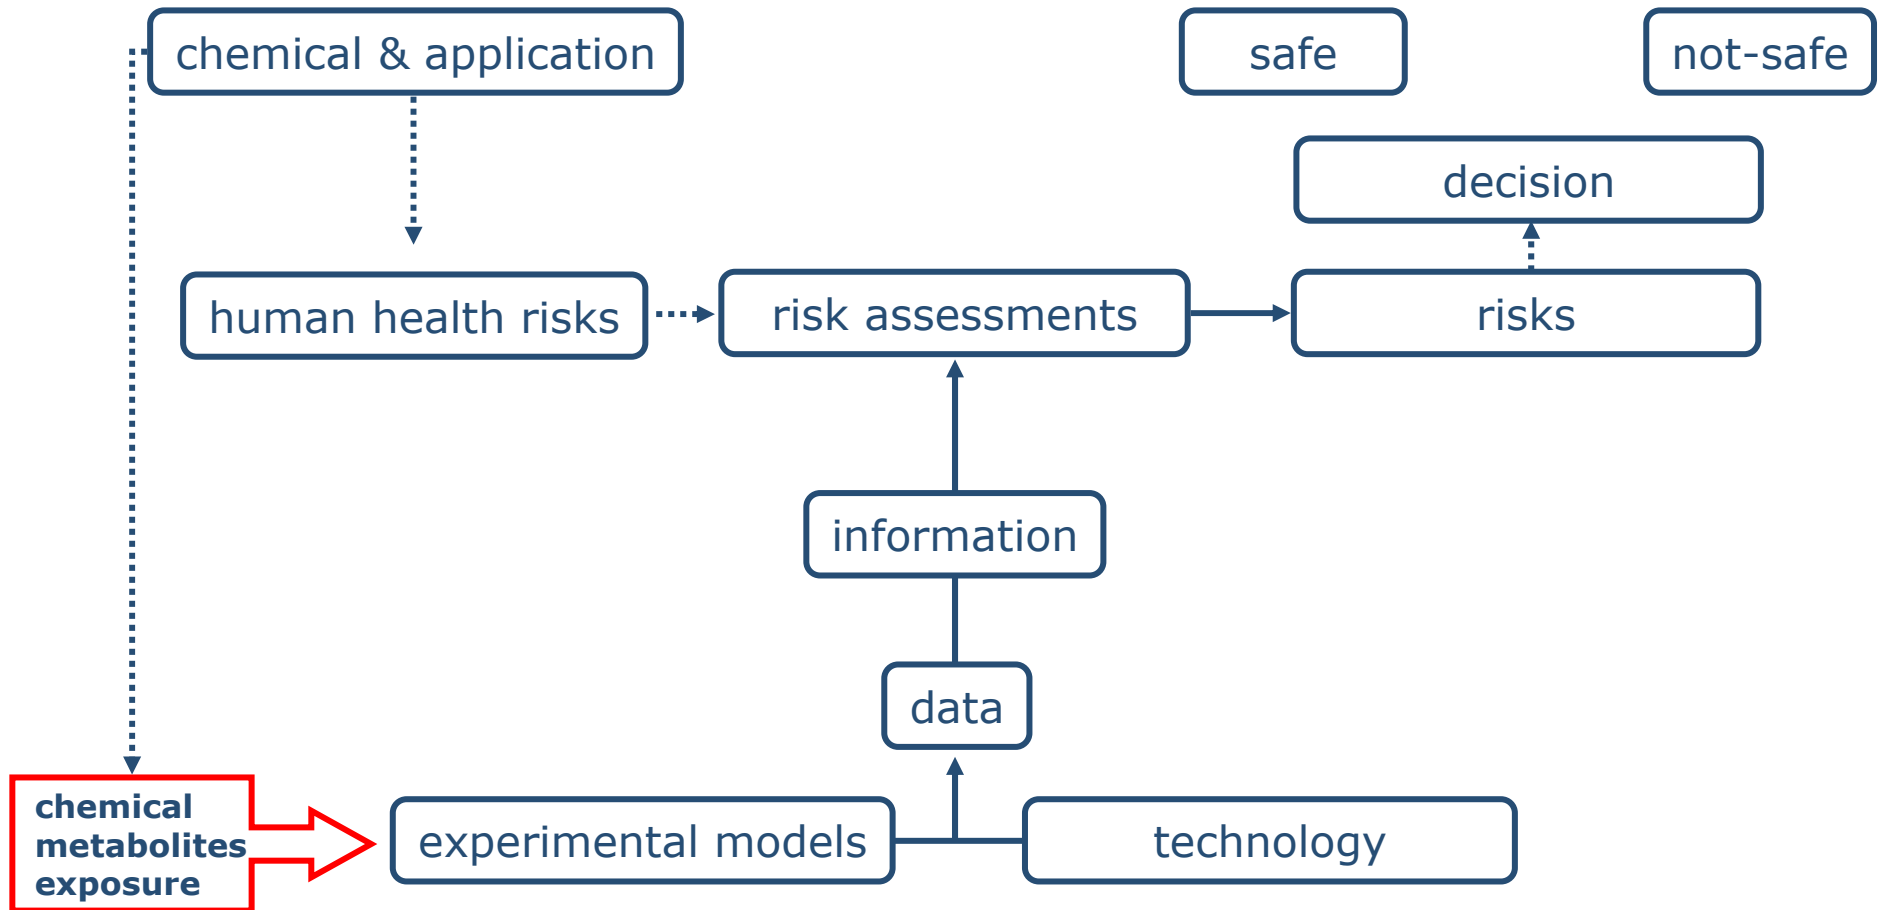 chemical & application
safe
not-safe
decision
human health risks
risk assessments
risks
information
data
chemical
metabolites
exposure
experimental models
technology